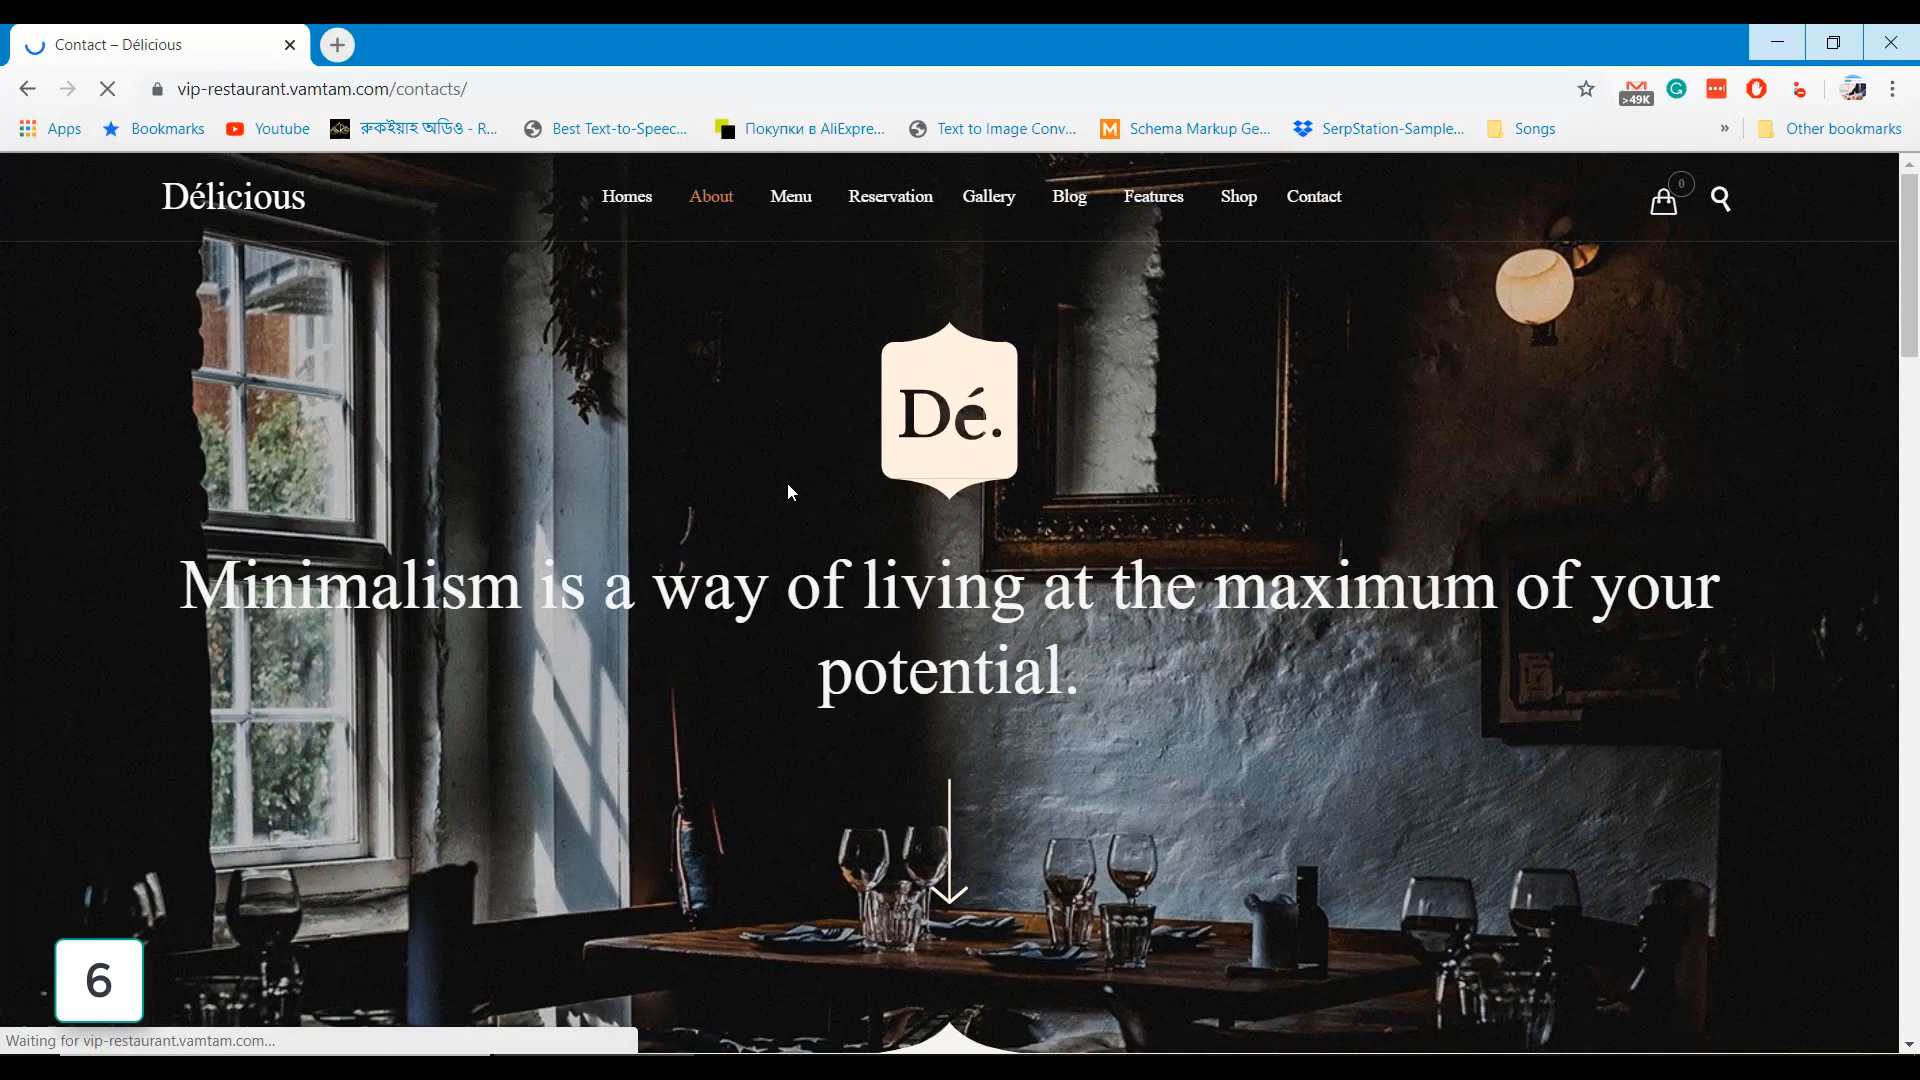 Contact – Délicious
vip-restaurant.vamtam.com/contacts/
>49K
Apps Bookmarks Youtube রুকইয়াহ অডিও - R... Best Text-to-Speec... Покупки в AliExpre... Text to Image Conv... Schema Markup Ge... SerpStation-Sample... Songs » Other bookmarks
Délicious Homes About Menu Reservation Gallery Blog Features Shop Contact 0
Dé.
Minimalism is a way of living at the maximum of your
potential.
6
Waiting for vip-restaurant.vamtam.com...